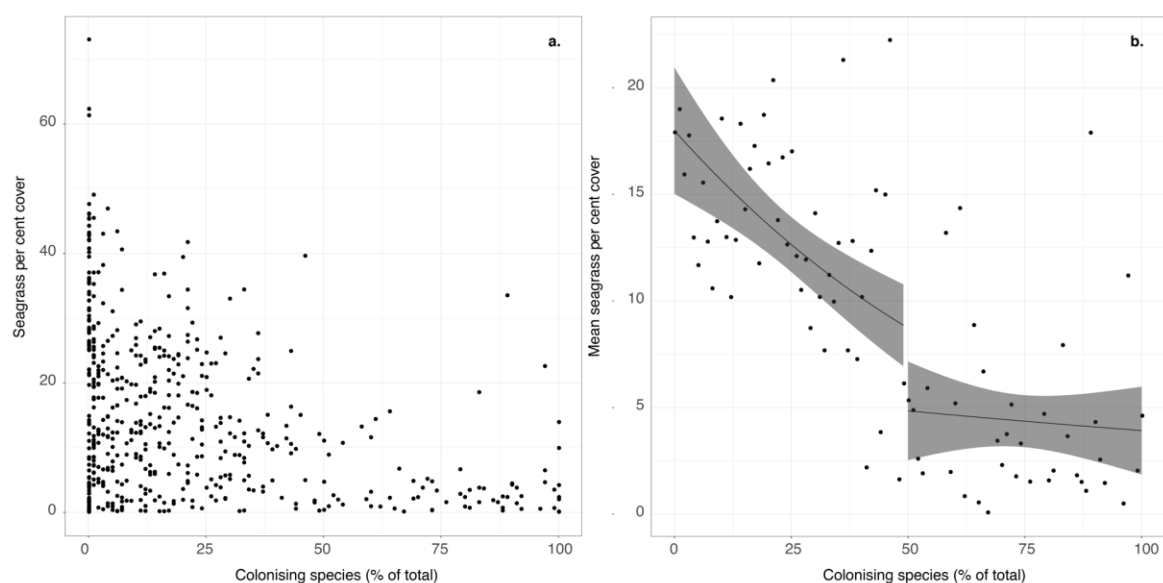 a.
Seagrass per cent cover
60
40
20
0
0 25 50 75 100
Colonising species (% of total)
b.
Mean seagrass per cent cover
20
15
10
5
0
0 25 50 75 100
Colonising species (% of total)